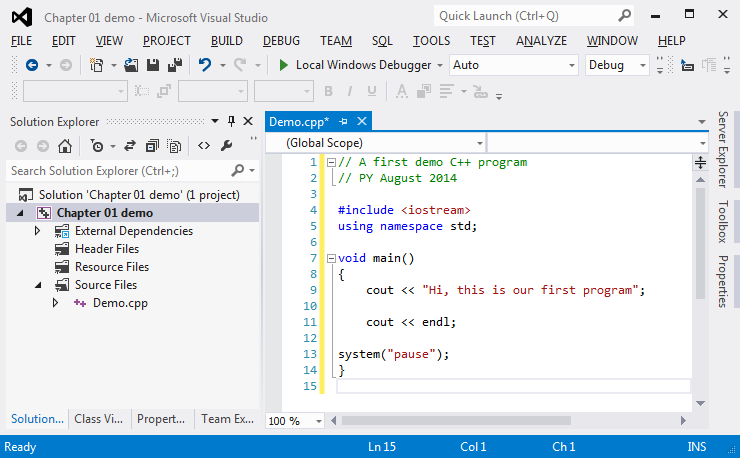 Chapter 01 demo - Microsoft Visual Studio
Quick Launch (Ctrl+Q)
FILE EDIT VIEW PROJECT BUILD DEBUG TEAM SQL TOOLS TEST ANALYZE WINDOW HELP
Local Windows Debugger Auto Debug
B I U A
Solution Explorer
Search Solution Explorer (Ctrl+;)
Solution 'Chapter 01 demo' (1 project)
Chapter 01 demo
External Dependencies
Header Files
Resource Files
Source Files
Demo.cpp
Solution... Class Vi... Propert... Team Ex...
Demo.cpp*
(Global Scope)
1 // A first demo C++ program
2 // PY August 2014
3
4 #include <iostream>
5 using namespace std;
6
7 void main()
8 {
9 cout << "Hi, this is our first program";
10
11 cout << endl;
12
13 system("pause");
14 }
15
100 %
Server Explorer
Toolbox
Properties
Ready Ln 15 Col 1 Ch 1 INS